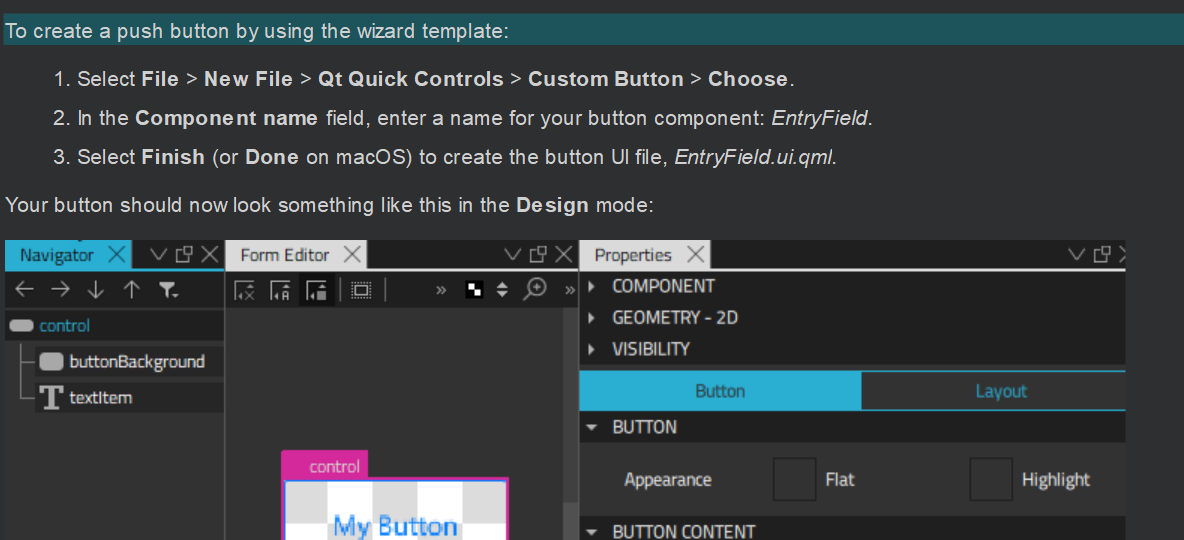 To create a push button by using the wizard template:
1. Select File > New File > Qt Quick Controls > Custom Button > Choose.
2. In the Component name field, enter a name for your button component: EntryField.
3. Select Finish (or Done on macOS) to create the button UI file, EntryField.ui.qml.
Your button should now look something like this in the Design mode:
Navigator
Form Editor
Properties
COMPONENT
control
GEOMETRY - 2D
buttonBackground
VISIBILITY
textItem
Button
Layout
BUTTON
control
Appearance
Flat
Highlight
My Button
BUTTON CONTENT